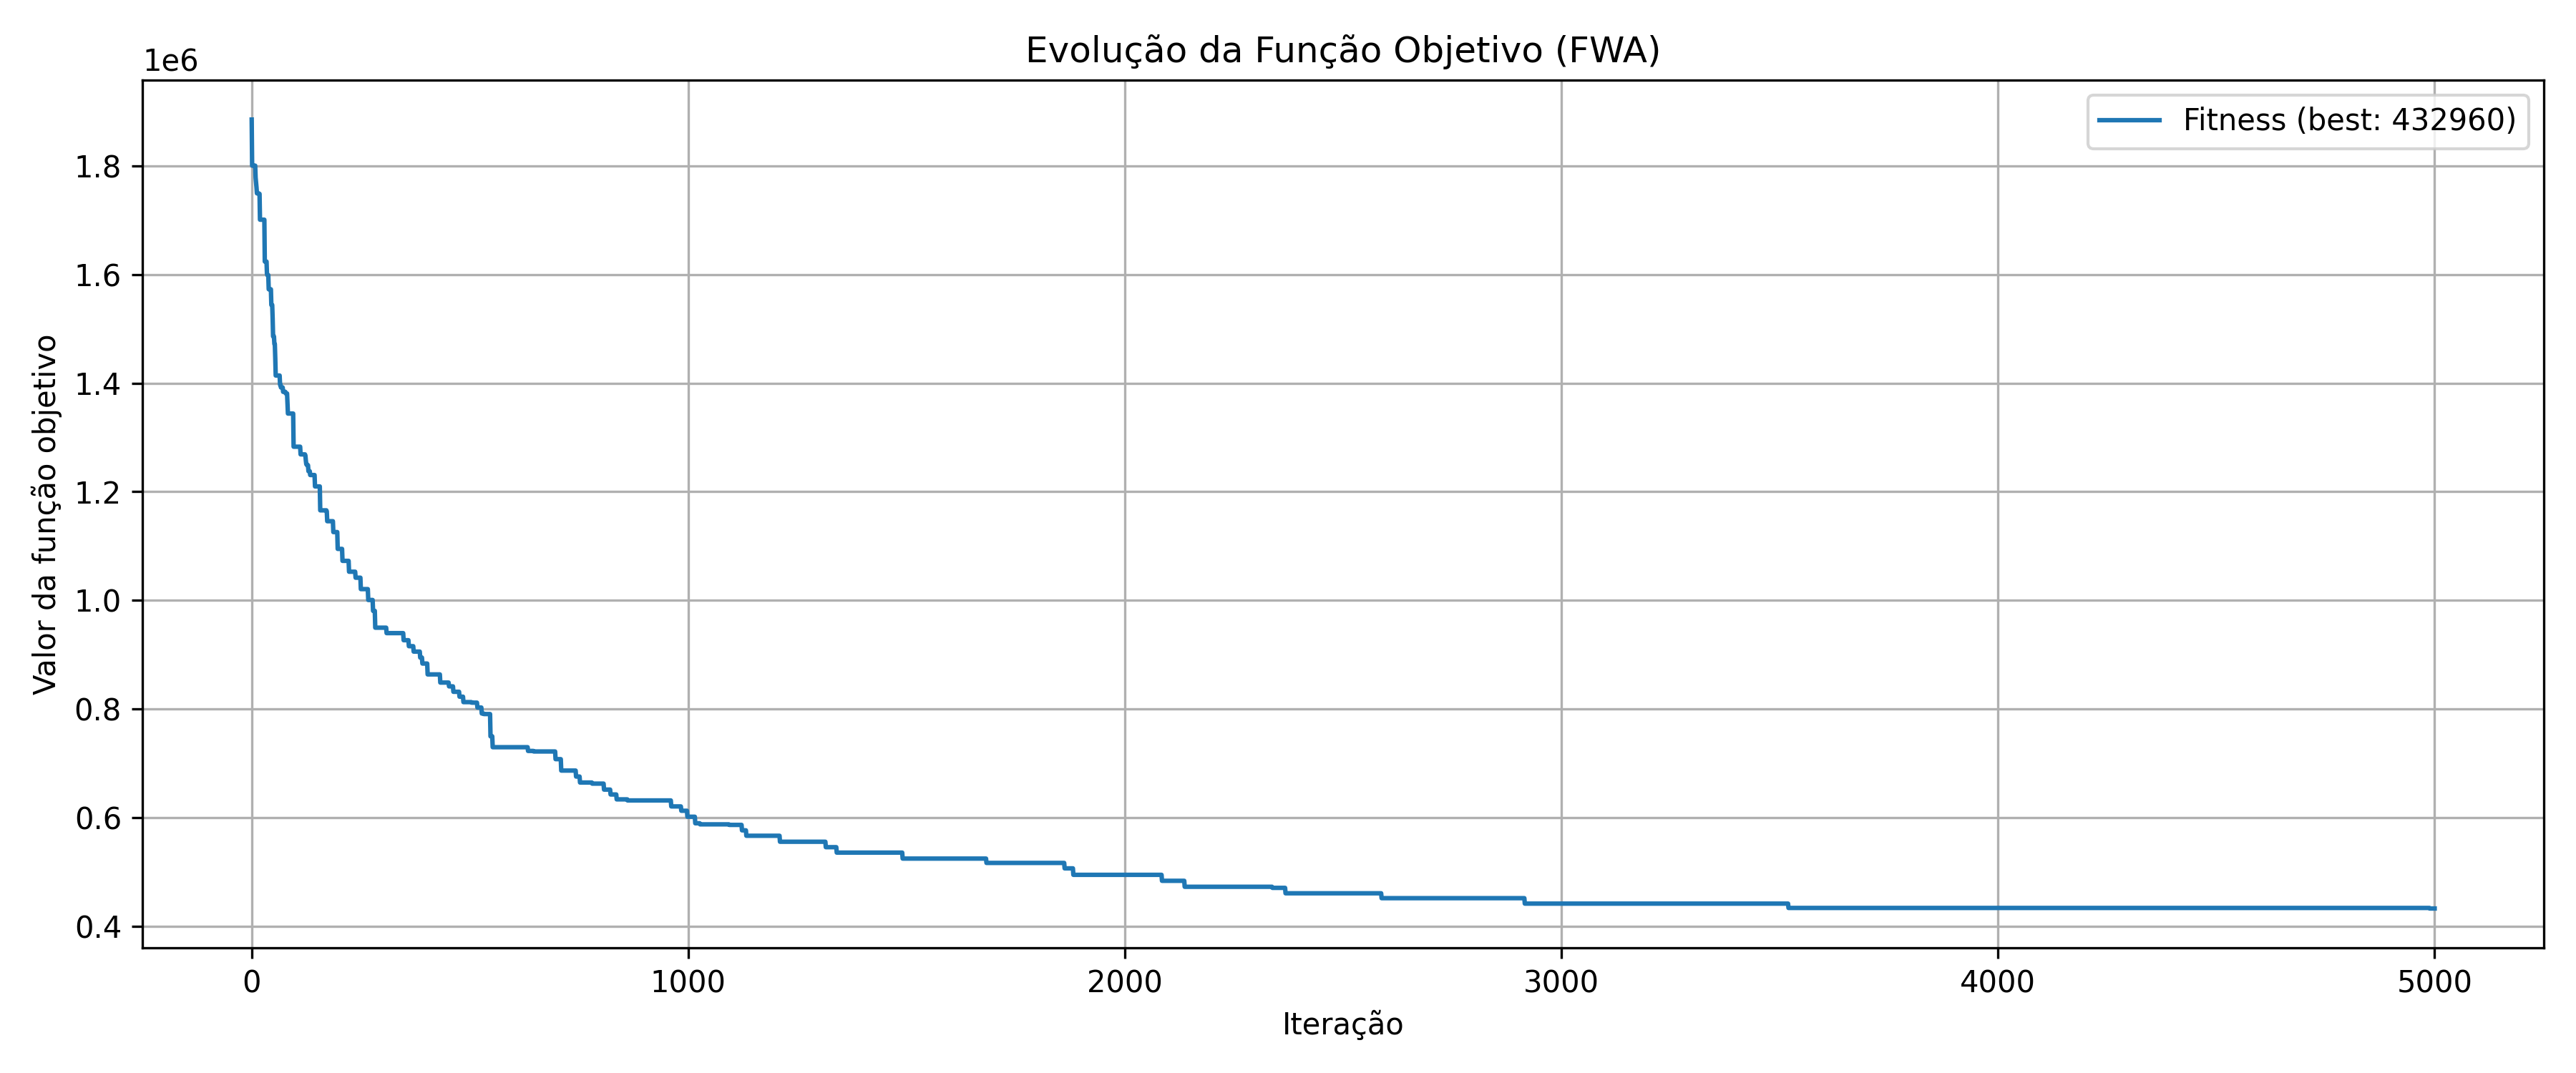 Evolução da Função Objetivo (FWA)
1e6
Fitness (best: 432960)
1.8
1.6
1.4
1.2
1.0
0.8
0.6
0.4
Valor da função objetivo
0 1000 2000 3000 4000 5000
Iteração